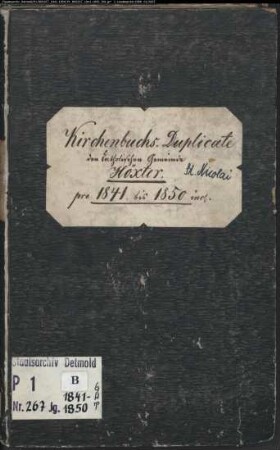 Kirchenbuchs-Duplicate
der katholischen Gemeinde
Höxter. St. Nicolai
pro 1841 bis 1850 incl.
Staatsarchiv Detmold
P 1 B 1841-
Nr. 267 Jg. 1850